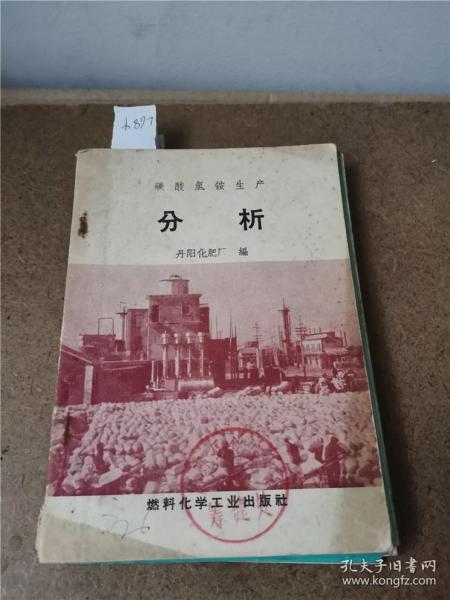 碳酸氢铵生产
分析
丹阳化肥厂 编
燃料化学工业出版社
226
孔夫子旧书网
www.kongfz.com